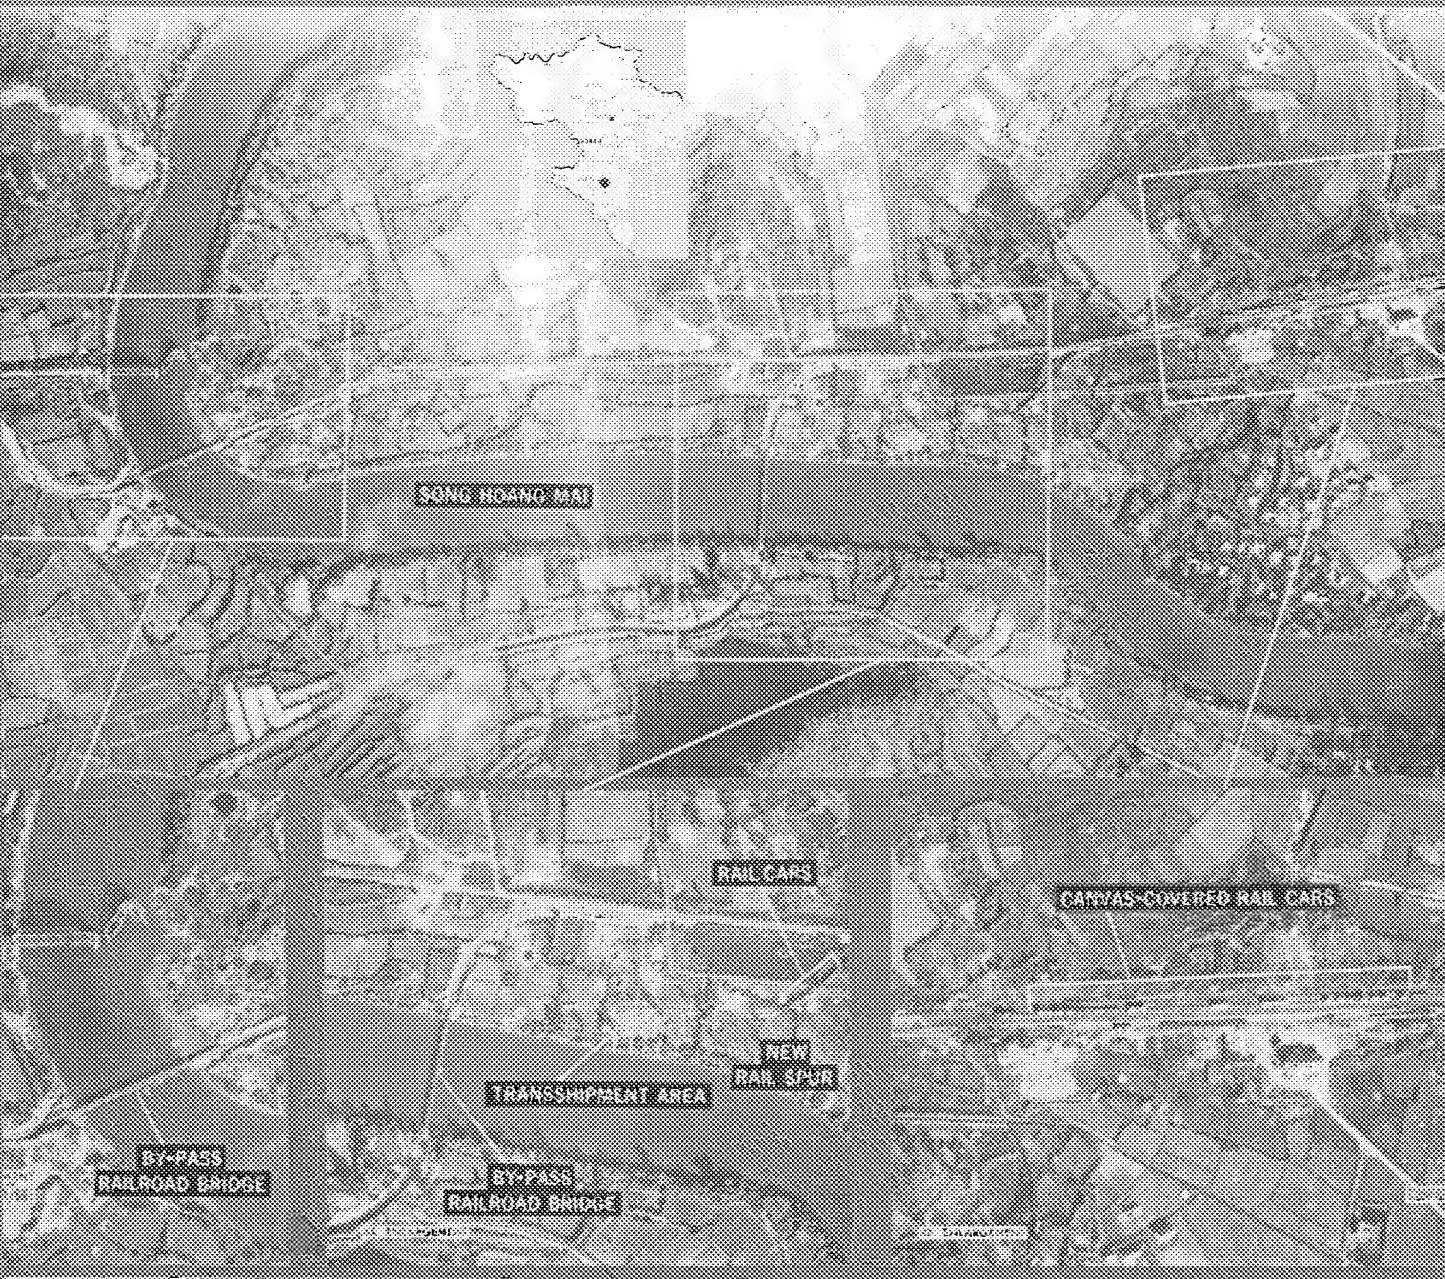 SONG HOANG MAI
RAIL CARS
CANVAS-COVERED RAIL CARS
NEW
RAIL SPUR
TRANSSHIPMENT AREA
BY-PASS
RAILROAD BRIDGE
BY-PASS
RAILROAD BRIDGE